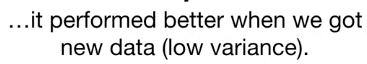 …it performed better when we got
new data (low variance).